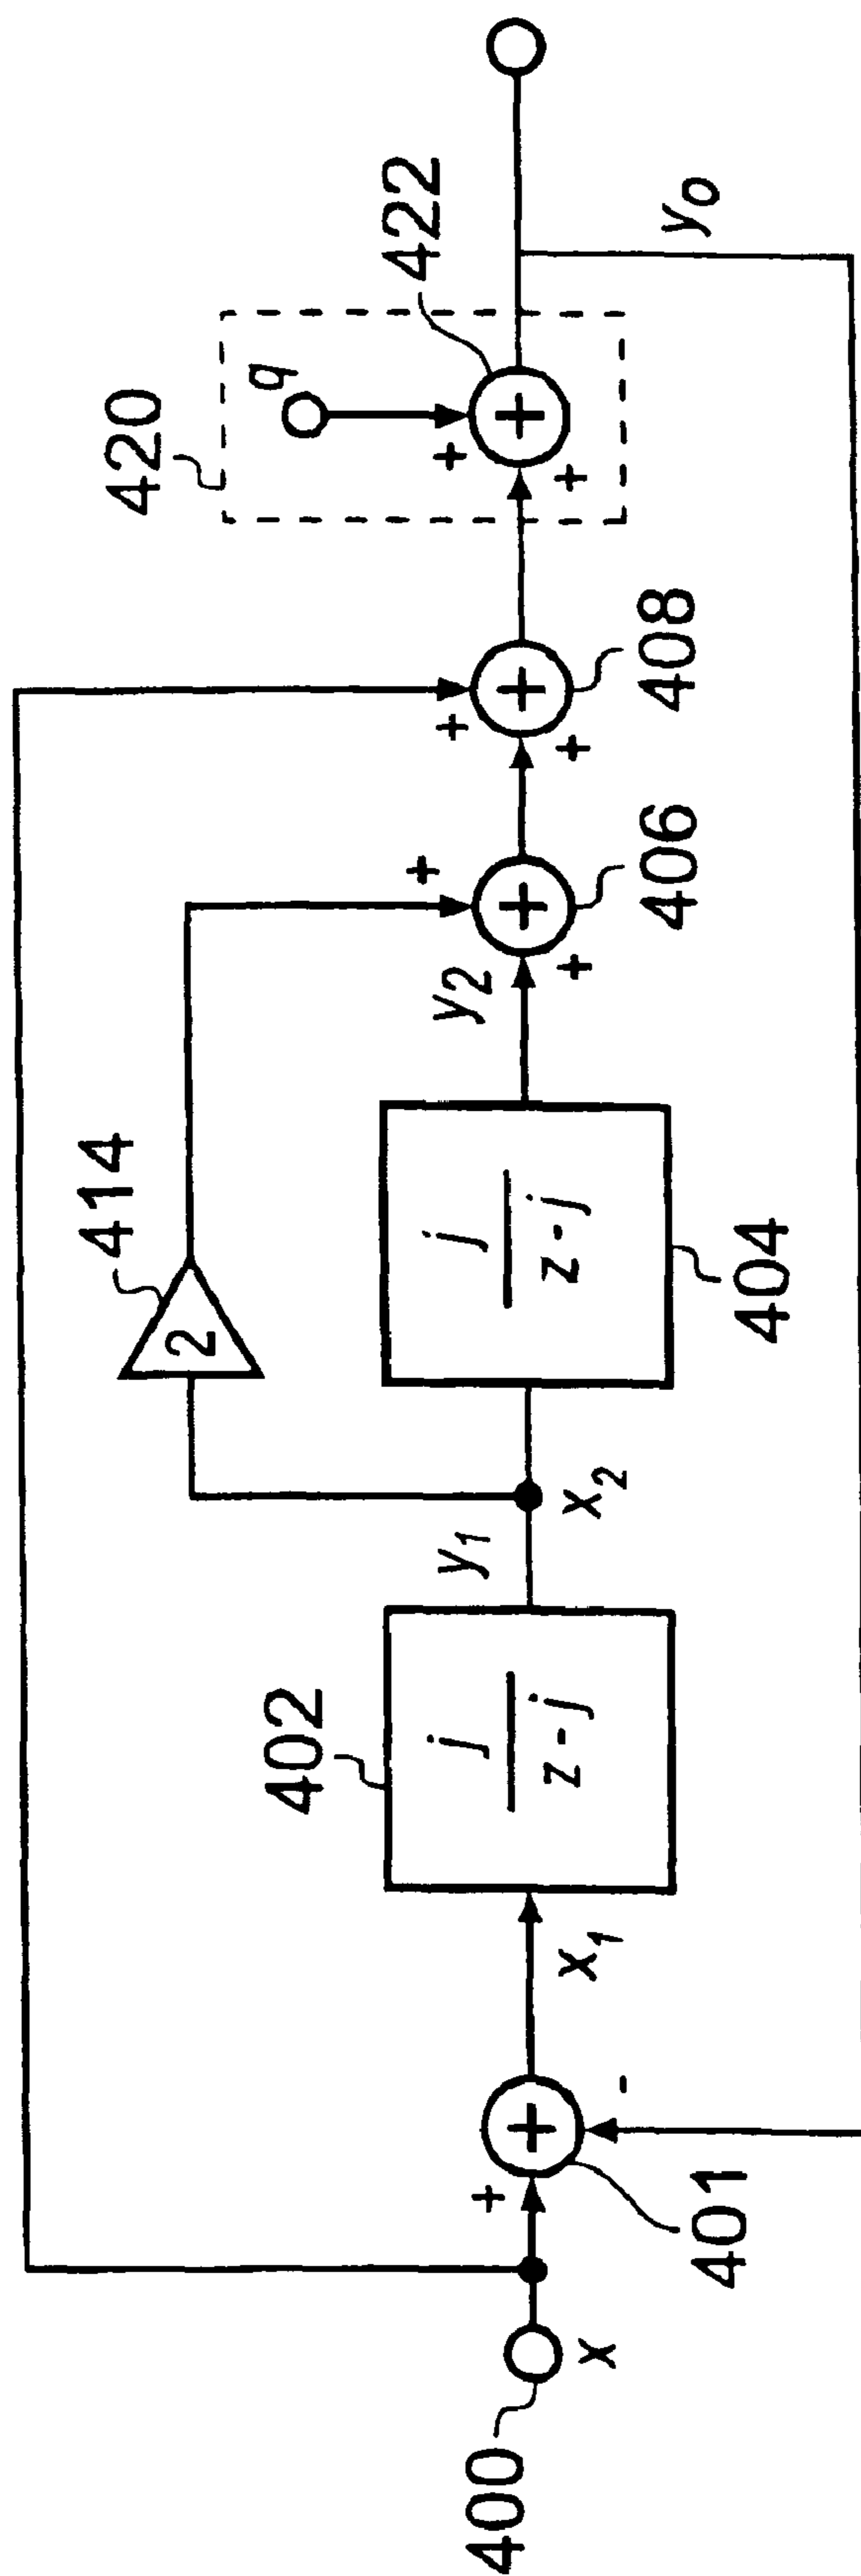 400
x
+
+
-
401
x1
402
j
z - j
y1
x2
414
2
j
z - j
404
y2
+
+
+
406
+
+
+
408
420
q
+
+
+
422
yo